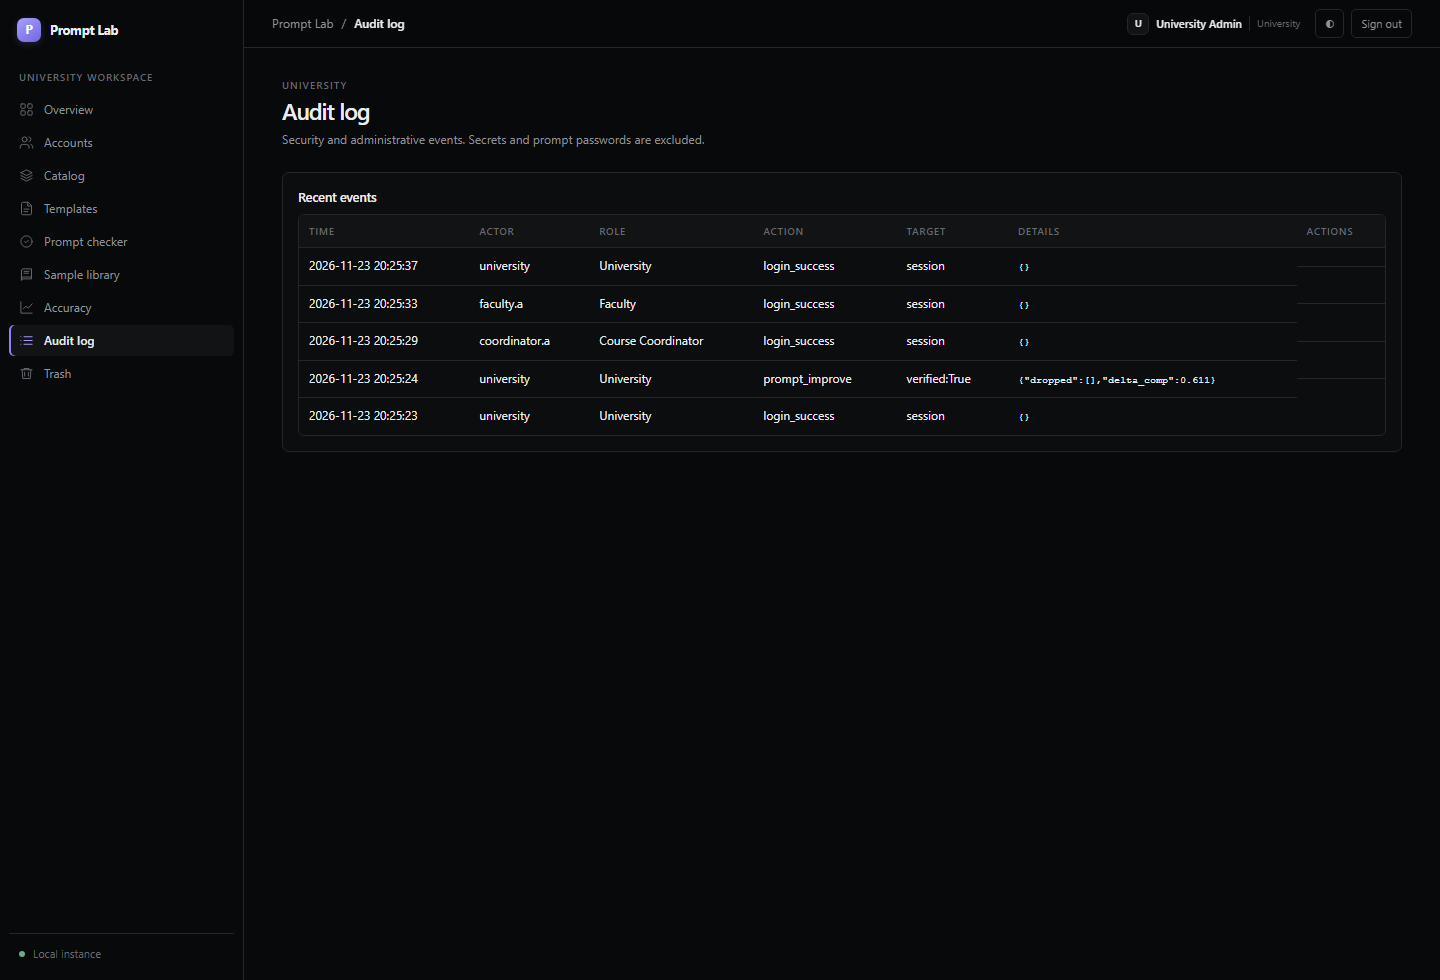 P Prompt Lab
UNIVERSITY WORKSPACE
Overview
Accounts
Catalog
Templates
Prompt checker
Sample library
Accuracy
Audit log
Trash
Local instance
Prompt Lab / Audit log
U University Admin University Sign out
UNIVERSITY
Audit log
Security and administrative events. Secrets and prompt passwords are excluded.
Recent events
TIME ACTOR ROLE ACTION TARGET DETAILS ACTIONS
2026-11-23 20:25:37 university University login_success session {}
2026-11-23 20:25:33 faculty.a Faculty login_success session {}
2026-11-23 20:25:29 coordinator.a Course Coordinator login_success session {}
2026-11-23 20:25:24 university University prompt_improve verified:True {"dropped":[],"delta_comp":0.611}
2026-11-23 20:25:23 university University login_success session {}